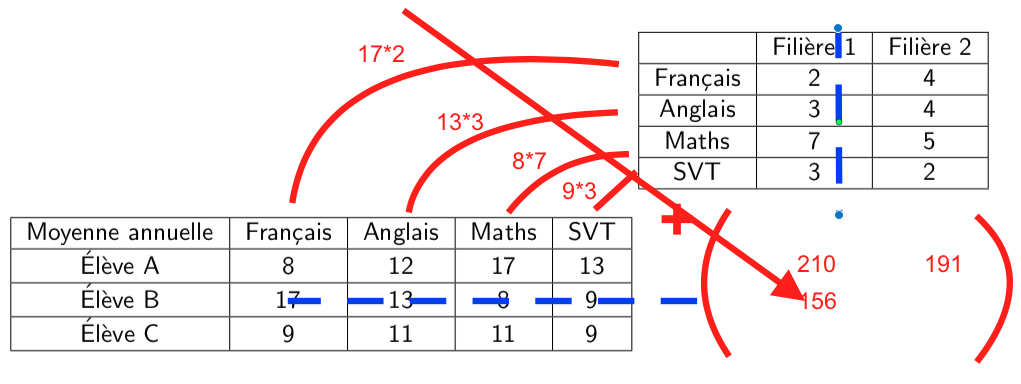 17*2
13*3
8*7
9*3
Filière 1 Filière 2
Français 2 4
Anglais 3 4
Maths 7 5
SVT 3 2
+
Moyenne annuelle Français Anglais Maths SVT
Élève A 8 12 17 13
Élève B 17 13 8 9
Élève C 9 11 11 9
210 191
156